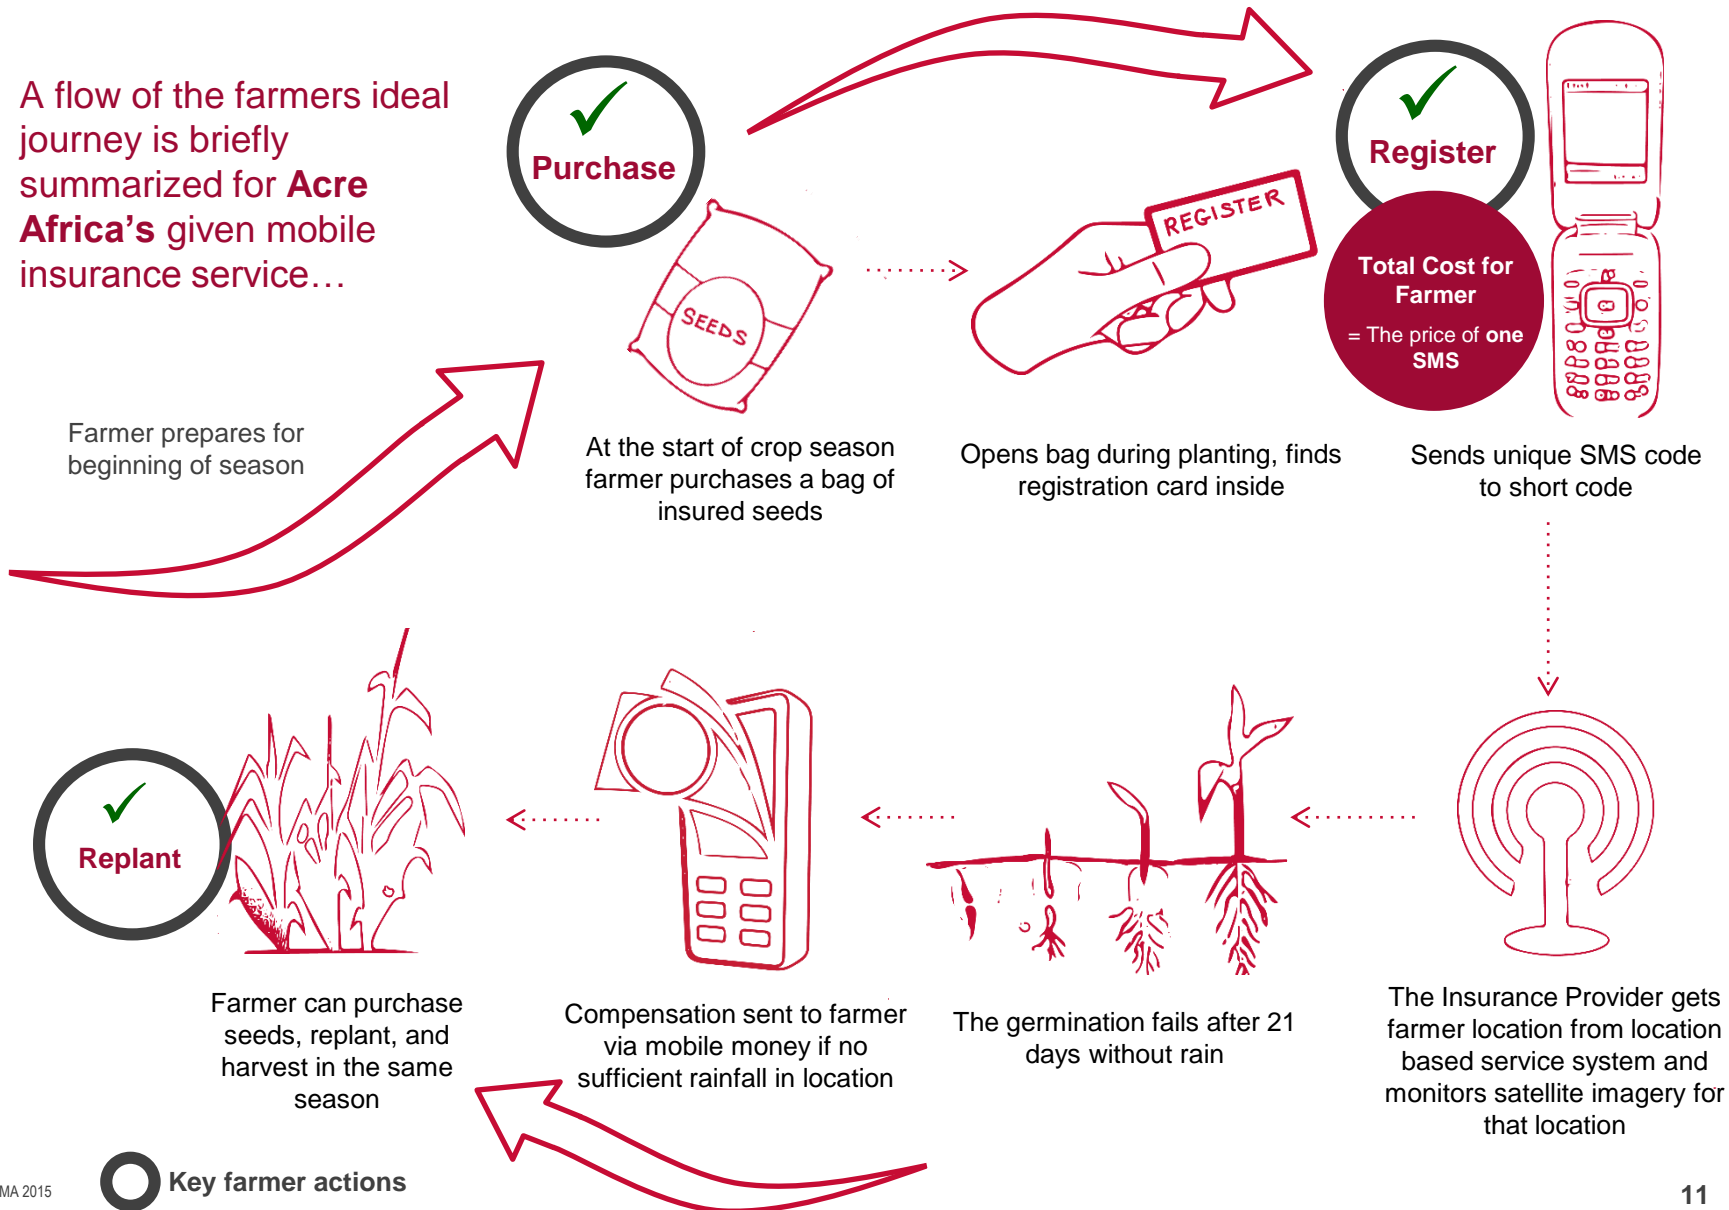 A flow of the farmers ideal
journey is briefly
summarized for Acre
Africa's given mobile
insurance service…
Farmer prepares for
beginning of season
Purchase
SEEDS
At the start of crop season
farmer purchases a bag of
insured seeds
REGISTER
Opens bag during planting, finds
registration card inside
Register
Total Cost for
Farmer
= The price of one
SMS
Sends unique SMS code
to short code
The Insurance Provider gets
farmer location from location
based service system and
monitors satellite imagery for
that location
The germination fails after 21
days without rain
Compensation sent to farmer
via mobile money if no
sufficient rainfall in location
Replant
Farmer can purchase
seeds, replant, and
harvest in the same
season
MA 2015
Key farmer actions
11